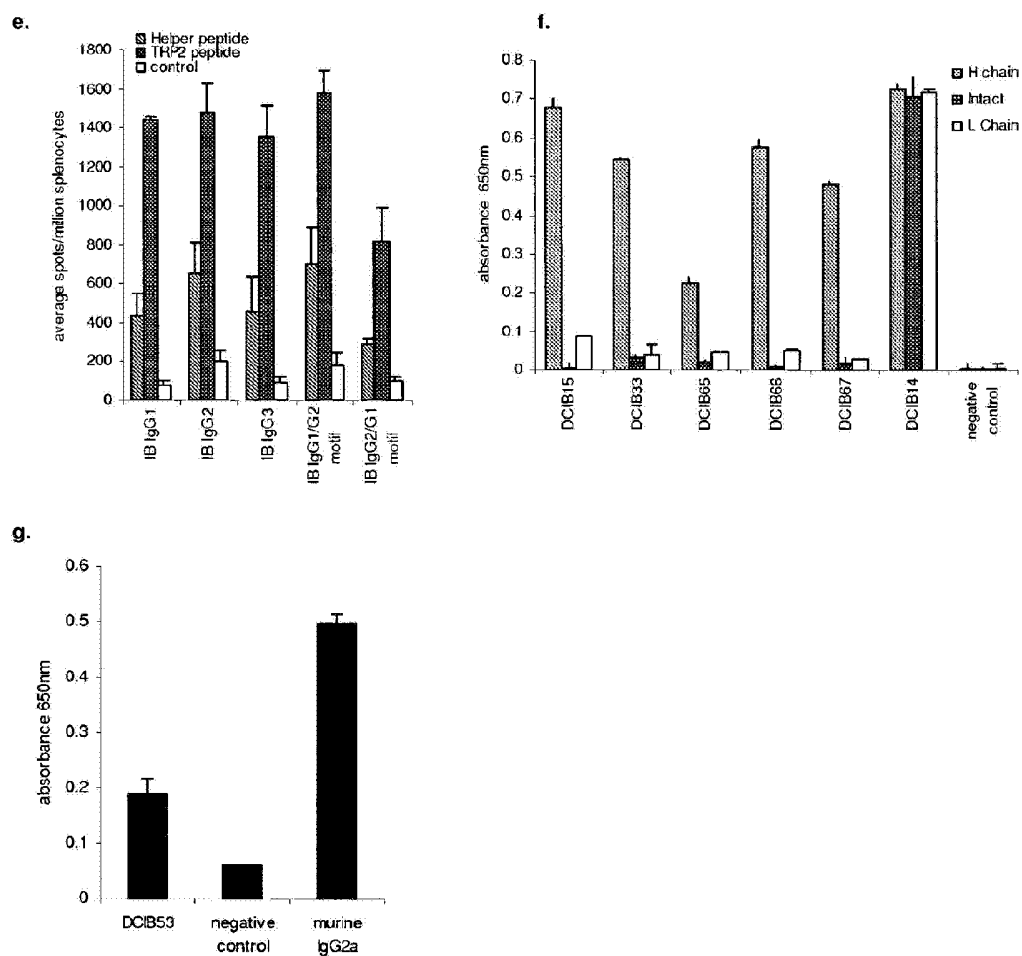 e.
Helper peptide
TRP2 peptide
control
1800
1600
1400
1200
1000
800
600
400
200
0
average spots/million splenocytes
IB IgG1
IB IgG2
IB IgG3
IB IgG1/G2
motif
IB IgG2/G1
motif
f.
H chain
Intact
L Chain
0.8
0.7
0.6
0.5
0.4
0.3
0.2
0.1
0
absorbance 650nm
DCIB15
DCIB33
DCIB65
DCIB66
DCIB67
DCIB14
negative
control
g.
0.6
0.5
0.4
0.3
0.2
0.1
0
absorbance 650nm
DCIB53
negative
control
murine
IgG2a